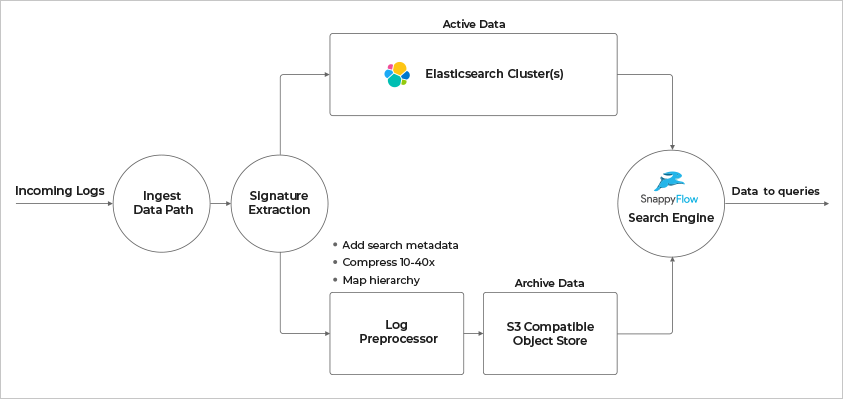 Active Data
Elasticsearch Cluster(s)
Incoming Logs
Ingest
Data Path
Signature
Extraction
SnappyFlow
Search Engine
Data to queries
• Add search metadata
• Compress 10-40x
• Map hierarchy
Archive Data
Log
Preprocessor
S3 Compatible
Object Store